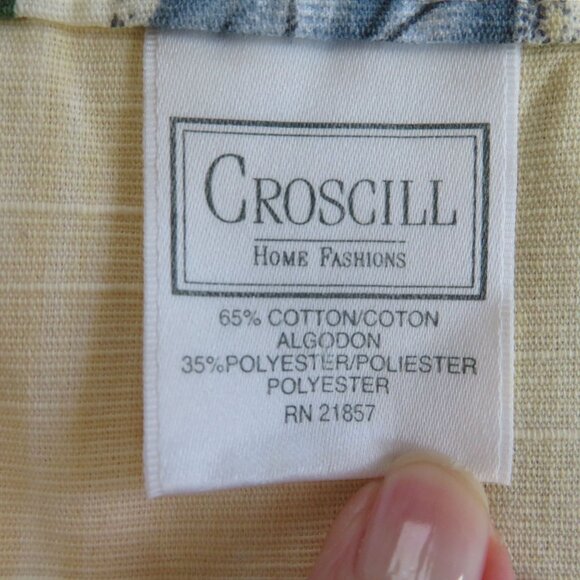 CROSCILL
HOME FASHIONS
65% COTTON/COTON
ALGODON
35%POLYESTER/POLIESTER
POLYESTER
RN 21857